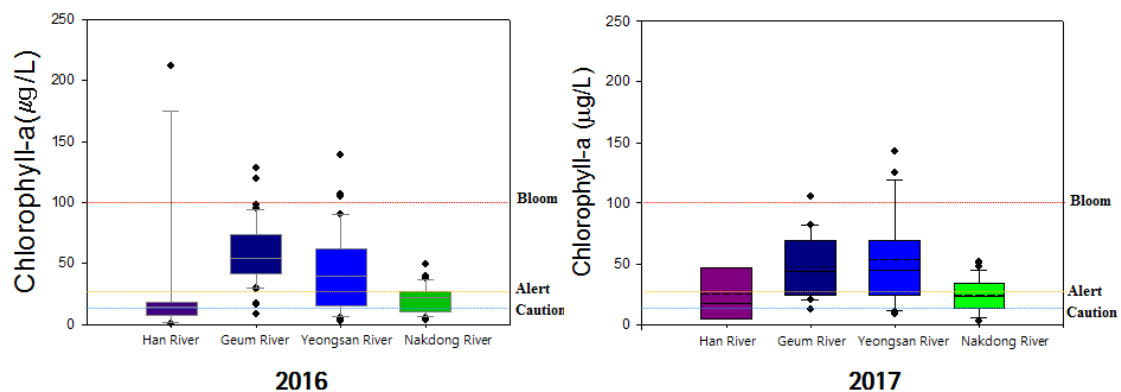 Chlorophyll-a(μg/L)
250
200
150
100
50
0
Bloom
Alert
Caution
Han River Geum River Yeongsan River Nakdong River
2016
Chlorophyll-a (μg/L)
250
200
150
100
50
0
Bloom
Alert
Caution
Han River Geum River Yeongsan River Nakdong River
2017